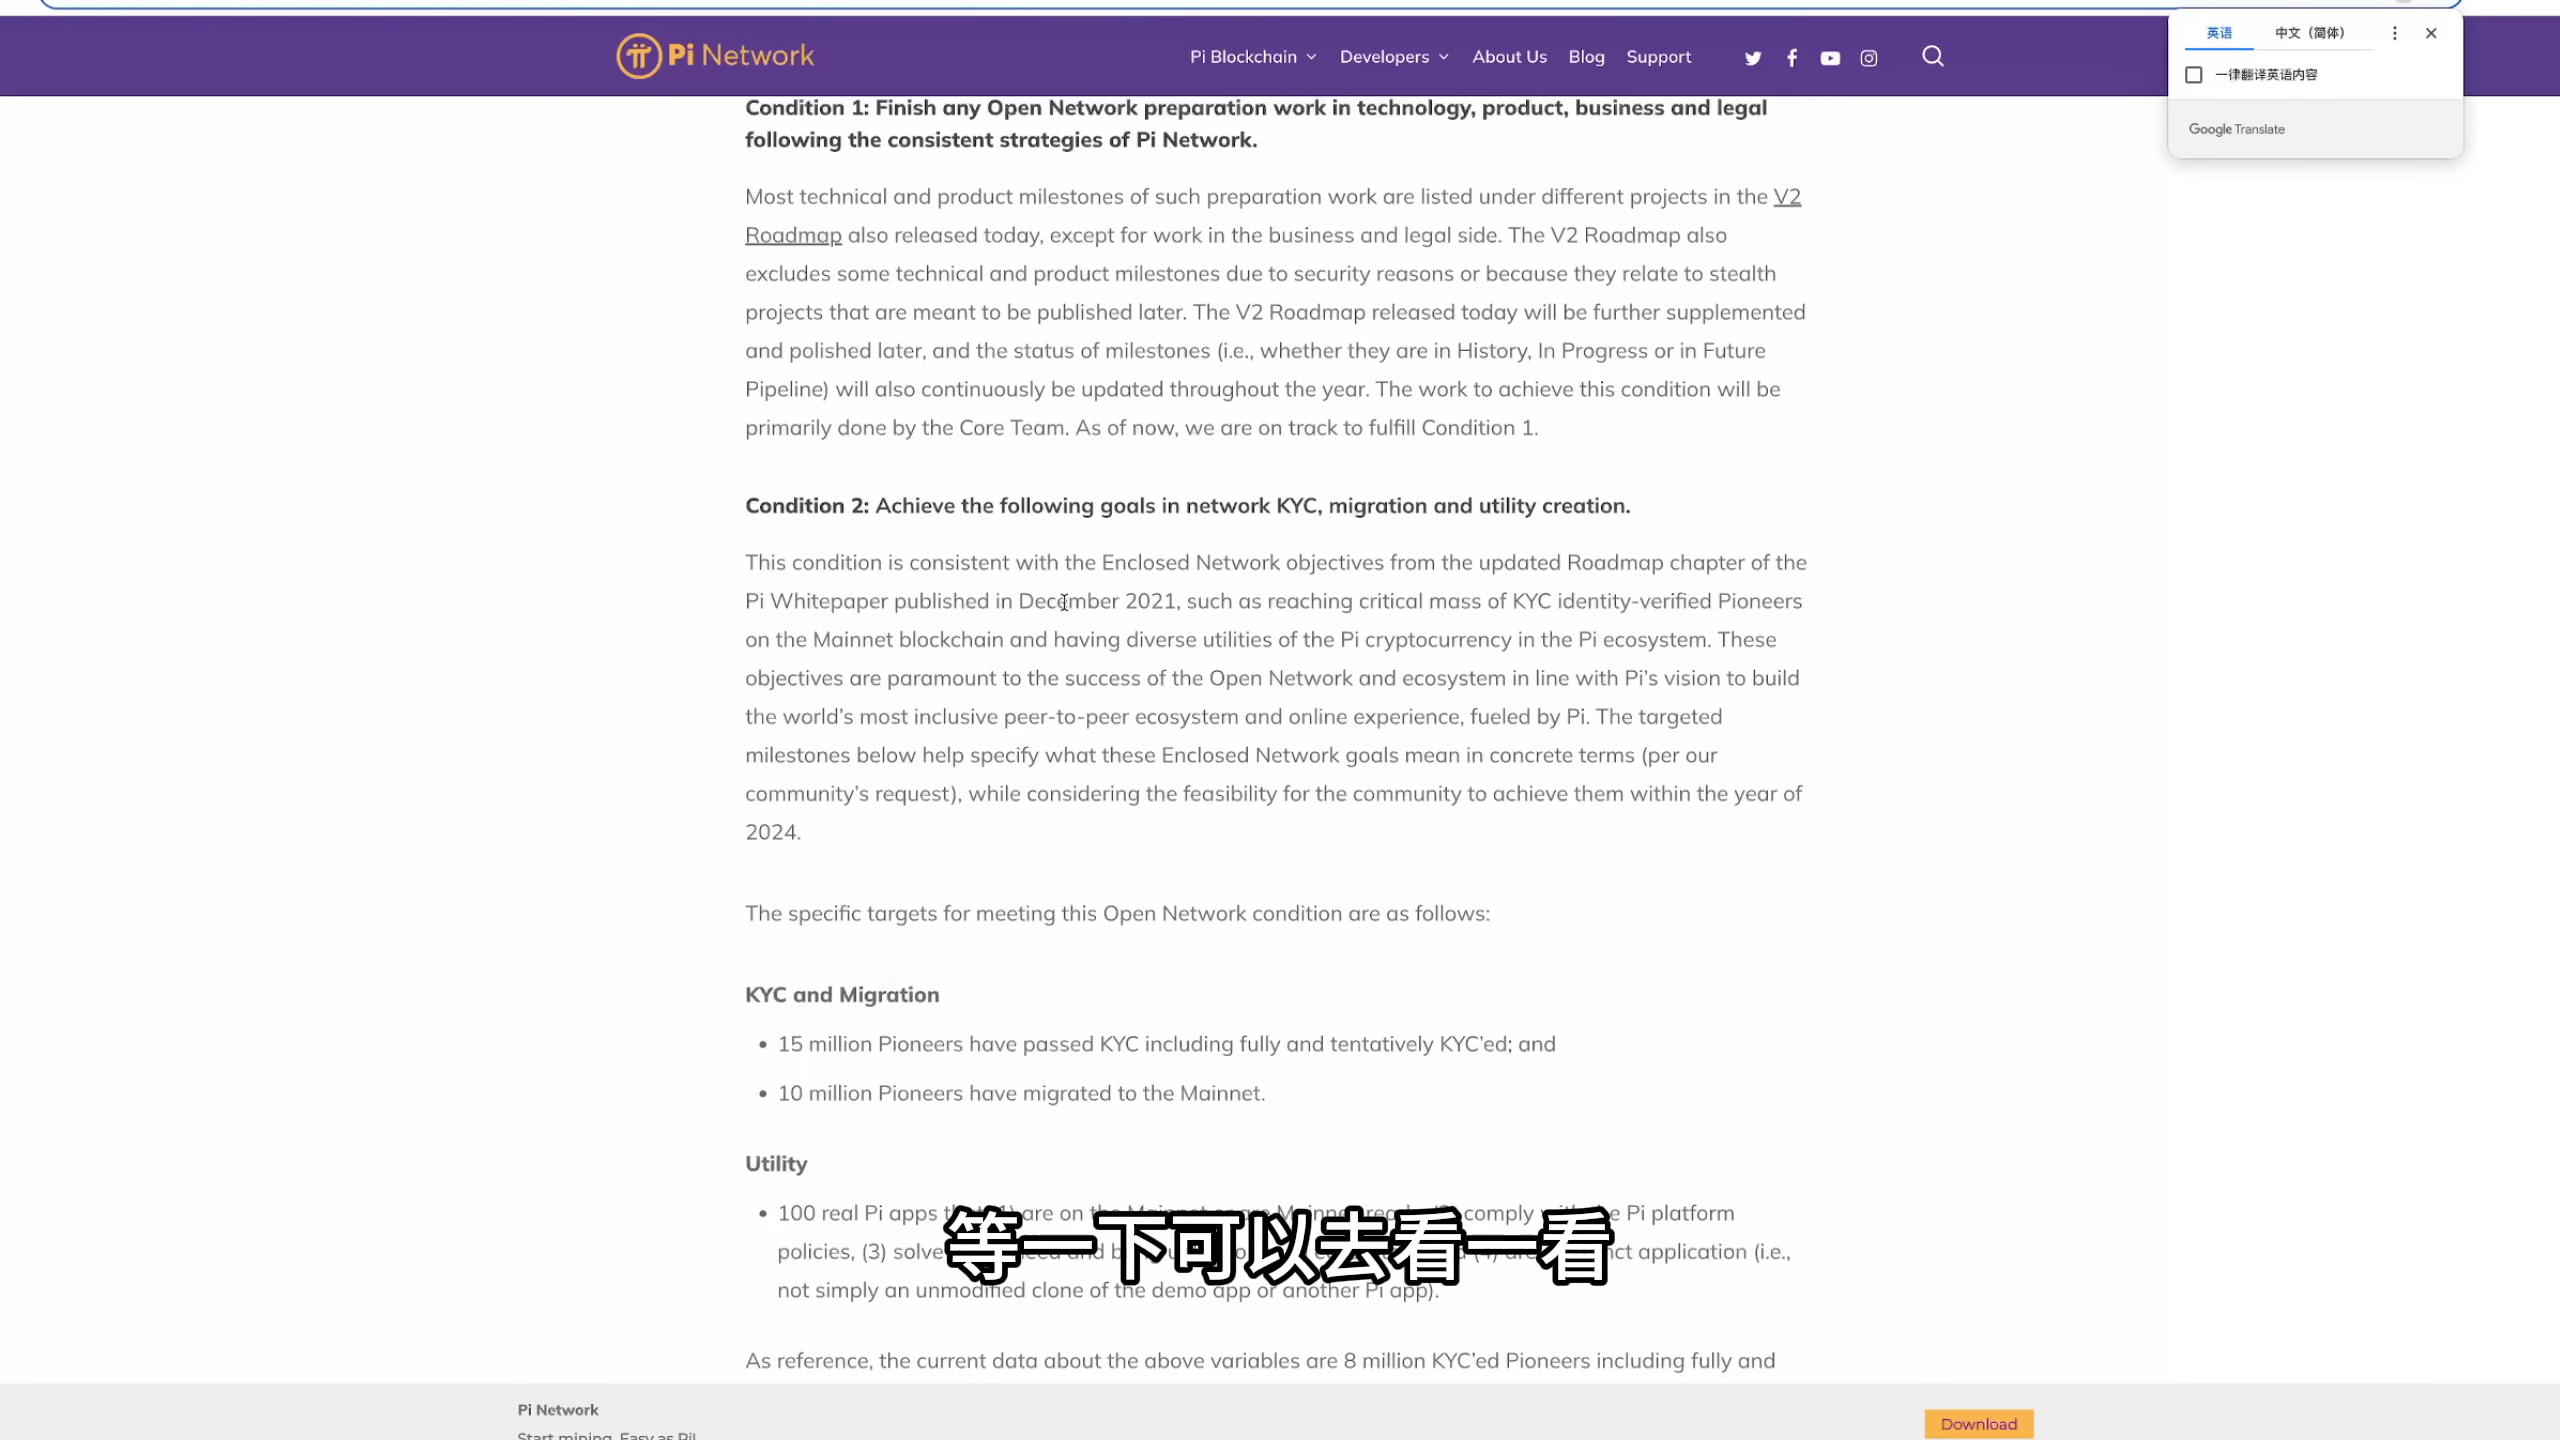 Pi Network
Pi Blockchain Developers About Us Blog Support
英语 中文（简体）
一律翻译英语内容
Google Translate
Condition 1: Finish any Open Network preparation work in technology, product, business and legal
following the consistent strategies of Pi Network.
Most technical and product milestones of such preparation work are listed under different projects in the V2
Roadmap also released today, except for work in the business and legal side. The V2 Roadmap also
excludes some technical and product milestones due to security reasons or because they relate to stealth
projects that are meant to be published later. The V2 Roadmap released today will be further supplemented
and polished later, and the status of milestones (i.e., whether they are in History, In Progress or in Future
Pipeline) will also continuously be updated throughout the year. The work to achieve this condition will be
primarily done by the Core Team. As of now, we are on track to fulfill Condition 1.
Condition 2: Achieve the following goals in network KYC, migration and utility creation.
This condition is consistent with the Enclosed Network objectives from the updated Roadmap chapter of the
Pi Whitepaper published in December 2021, such as reaching critical mass of KYC identity-verified Pioneers
on the Mainnet blockchain and having diverse utilities of the Pi cryptocurrency in the Pi ecosystem. These
objectives are paramount to the success of the Open Network and ecosystem in line with Pi's vision to build
the world's most inclusive peer-to-peer ecosystem and online experience, fueled by Pi. The targeted
milestones below help specify what these Enclosed Network goals mean in concrete terms (per our
community's request), while considering the feasibility for the community to achieve them within the year of
2024.
The specific targets for meeting this Open Network condition are as follows:
KYC and Migration
• 15 million Pioneers have passed KYC including fully and tentatively KYC'ed; and
• 10 million Pioneers have migrated to the Mainnet.
Utility
• 100 real Pi apps are on comply Pi platform
policies, (3) application (i.e.,
not simply an unmodified clone of the demo app or another Pi app).
等一下可以去看一看
As reference, the current data about the above variables are 8 million KYC'ed Pioneers including fully and
Pi Network
Start mining. Easy as Pi!
Download